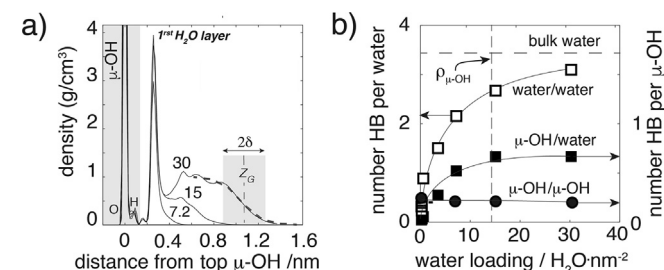 a)
μ-OH
1rst H2O layer
2δ
ZG
30
15
7.2
O
H
density (g/cm³)
4
3
2
1
0
0
0.4
0.8
1.2
1.6
distance from top μ-OH /nm
b)
bulk water
ρμ-OH
water/water
μ-OH/water
μ-OH/μ-OH
number HB per water
4
2
0
number HB per μ-OH
1
0
0
10
20
30
40
water loading / H2O·nm⁻²